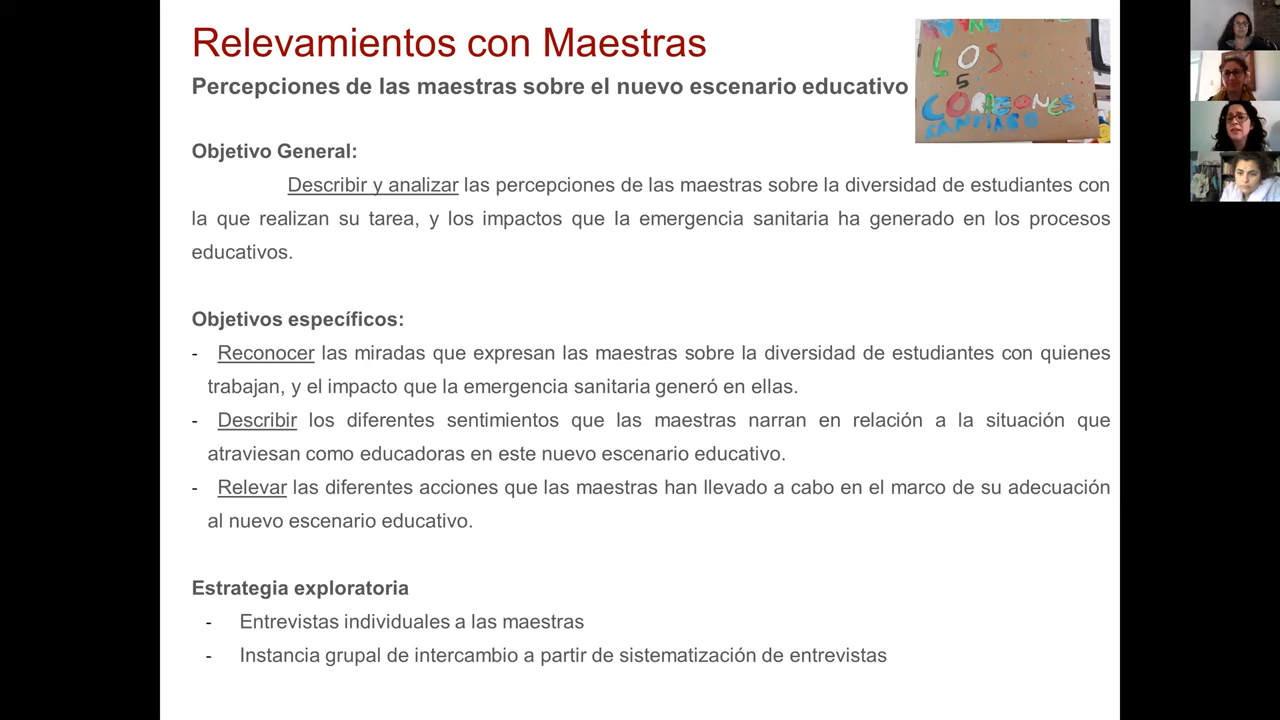 Relevamientos con Maestras
Percepciones de las maestras sobre el nuevo escenario educativo
LOS
5
CORAZONES
SANTIAGO
Objetivo General:
Describir y analizar las percepciones de las maestras sobre la diversidad de estudiantes con
la que realizan su tarea, y los impactos que la emergencia sanitaria ha generado en los procesos
educativos.
Objetivos específicos:
- Reconocer las miradas que expresan las maestras sobre la diversidad de estudiantes con quienes
trabajan, y el impacto que la emergencia sanitaria generó en ellas.
- Describir los diferentes sentimientos que las maestras narran en relación a la situación que
atraviesan como educadoras en este nuevo escenario educativo.
- Relevar las diferentes acciones que las maestras han llevado a cabo en el marco de su adecuación
al nuevo escenario educativo.
Estrategia exploratoria
- Entrevistas individuales a las maestras
- Instancia grupal de intercambio a partir de sistematización de entrevistas